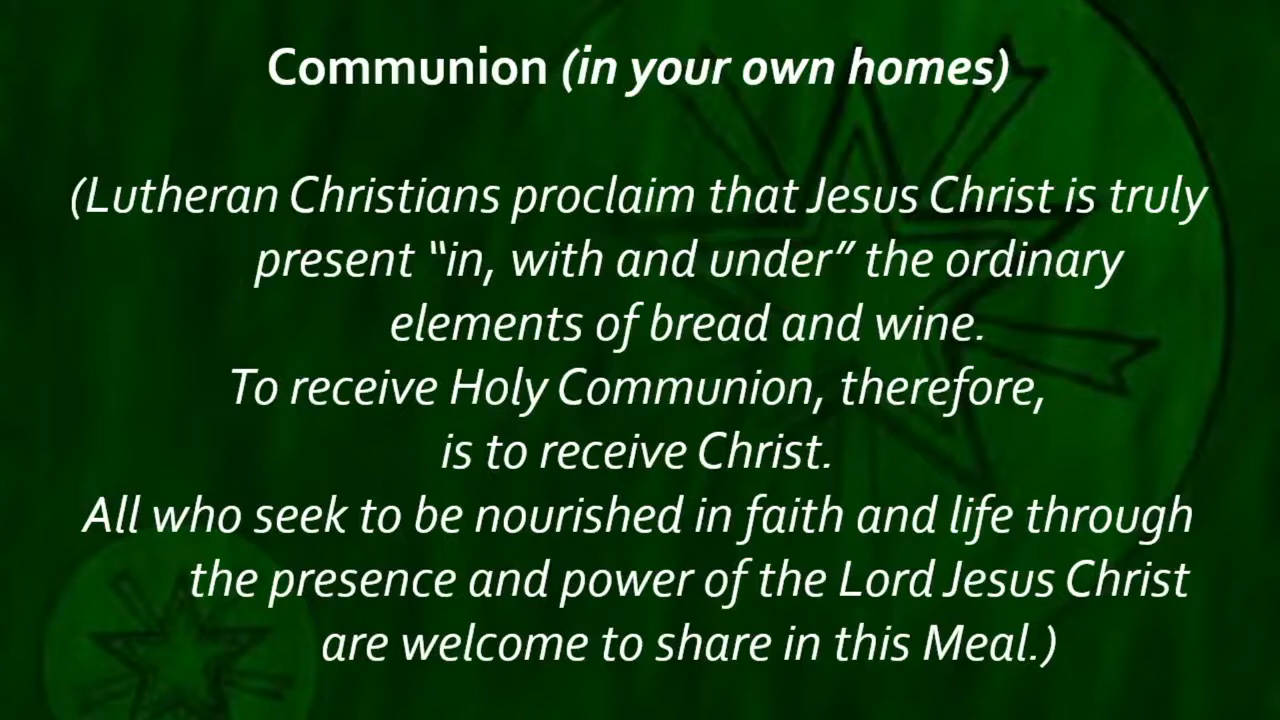 Communion (in your own homes)
(Lutheran Christians proclaim that Jesus Christ is truly
present “in, with and under” the ordinary
elements of bread and wine.
To receive Holy Communion, therefore,
is to receive Christ.
All who seek to be nourished in faith and life through
the presence and power of the Lord Jesus Christ
are welcome to share in this Meal.)